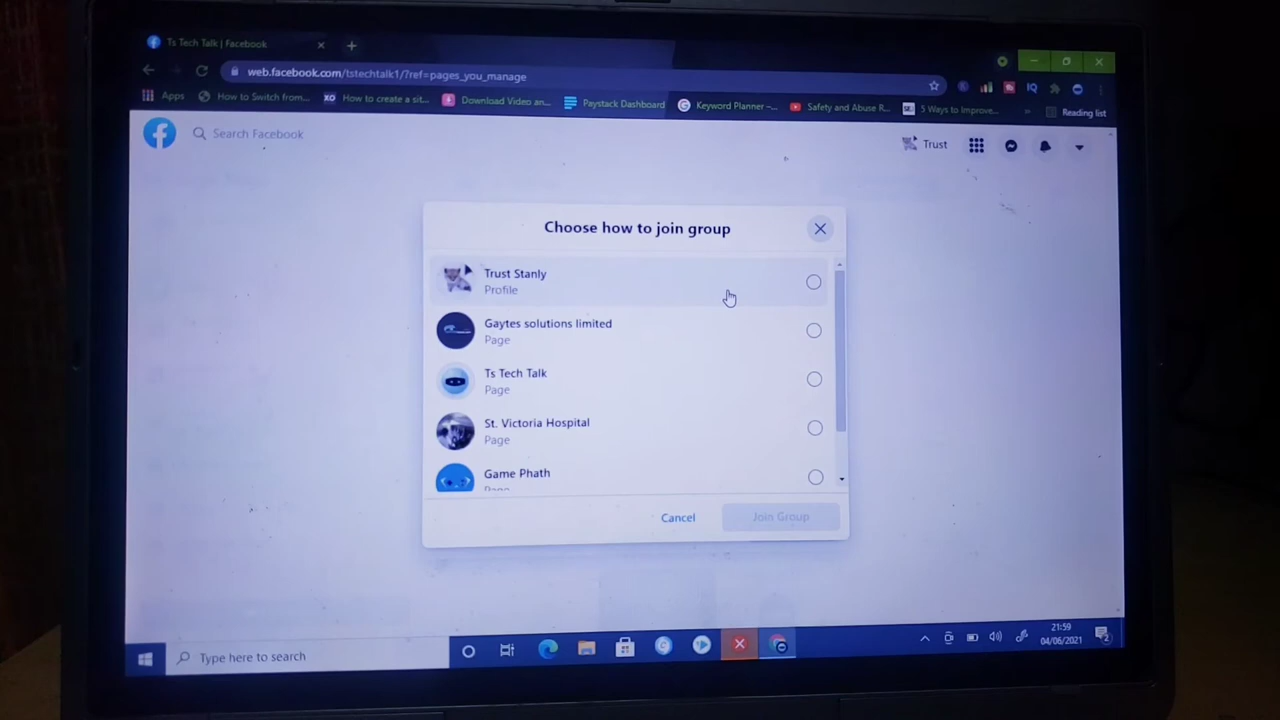 Ts Tech Talk | Facebook
web.facebook.com/tstechtalk1/?ref=pages_you_manage
Apps How to Switch from... XO How to create a sit... Download Video an... Paystack Dashboard G Keyword Planner –... Safety and Abuse R... 5 Ways to Improve... » Reading list
Search Facebook
Trust
Choose how to join group
Trust Stanly
Profile
Gaytes solutions limited
Page
Ts Tech Talk
Page
St. Victoria Hospital
Page
Game Phath
Cancel
Join Group
Type here to search
21:59
04/06/2021
2